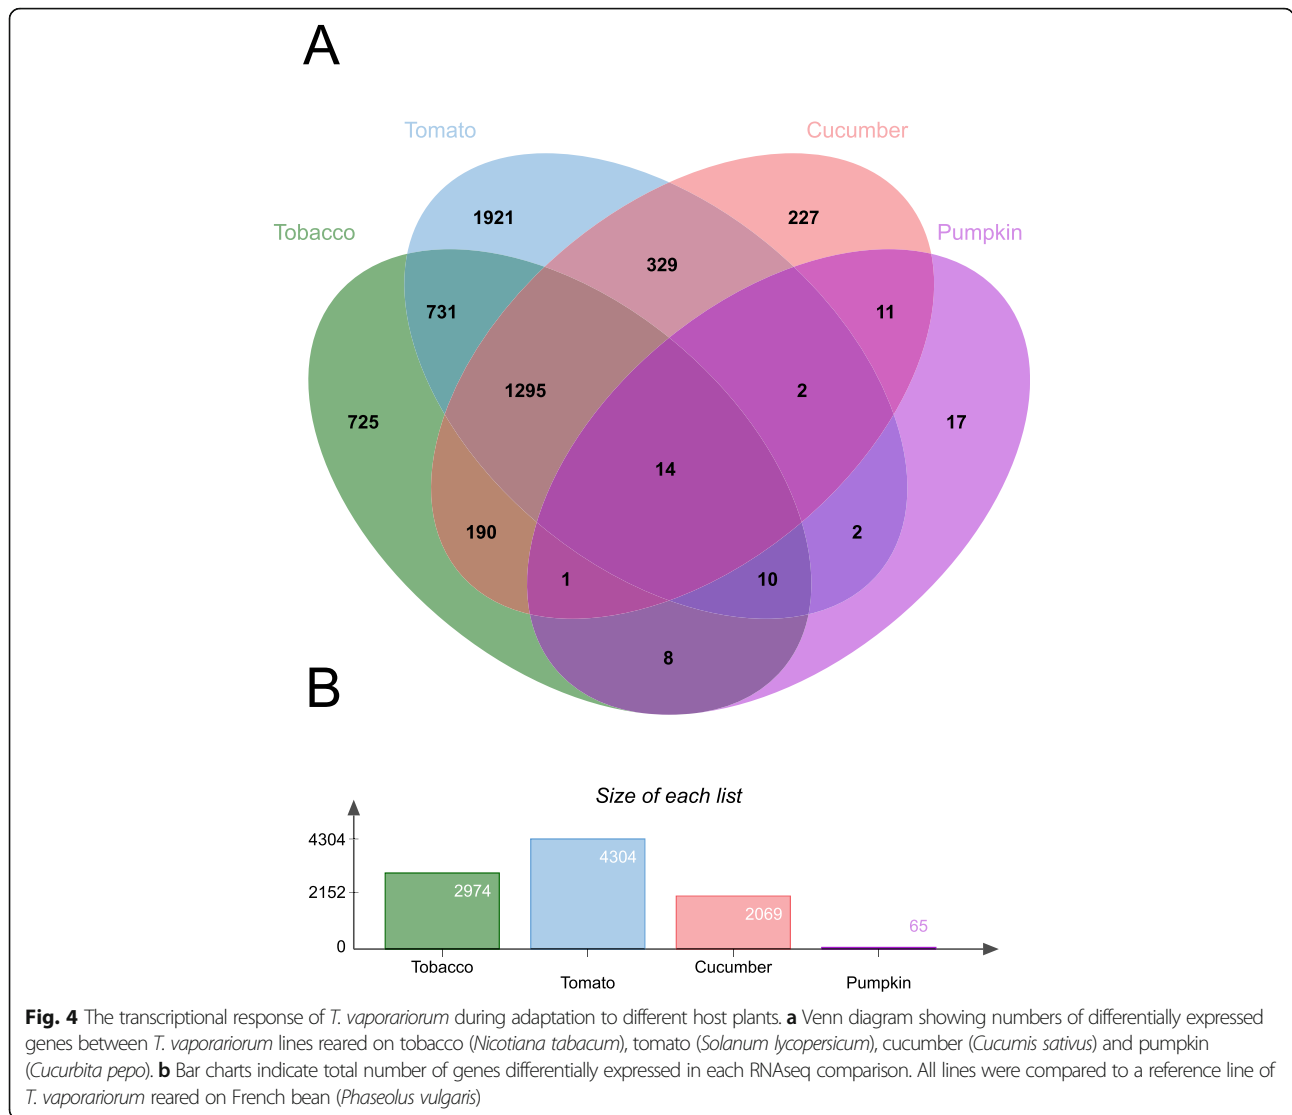 A
Tomato
Cucumber
Tobacco
Pumpkin
1921
227
329
731
11
1295
2
725
17
14
190
2
1
10
8
B
Size of each list
4304
4304
2974
2152
2069
65
0
Tobacco
Cucumber
Tomato
Pumpkin
Fig. 4 The transcriptional response of T. vaporariorum during adaptation to different host plants. a Venn diagram showing numbers of differentially expressed
genes between T. vaporariorum lines reared on tobacco (Nicotiana tabacum), tomato (Solanum lycopersicum), cucumber (Cucumis sativus) and pumpkin
(Cucurbita pepo). b Bar charts indicate total number of genes differentially expressed in each RNAseq comparison. All lines were compared to a reference line of
T. vaporariorum reared on French bean (Phaseolus vulgaris)